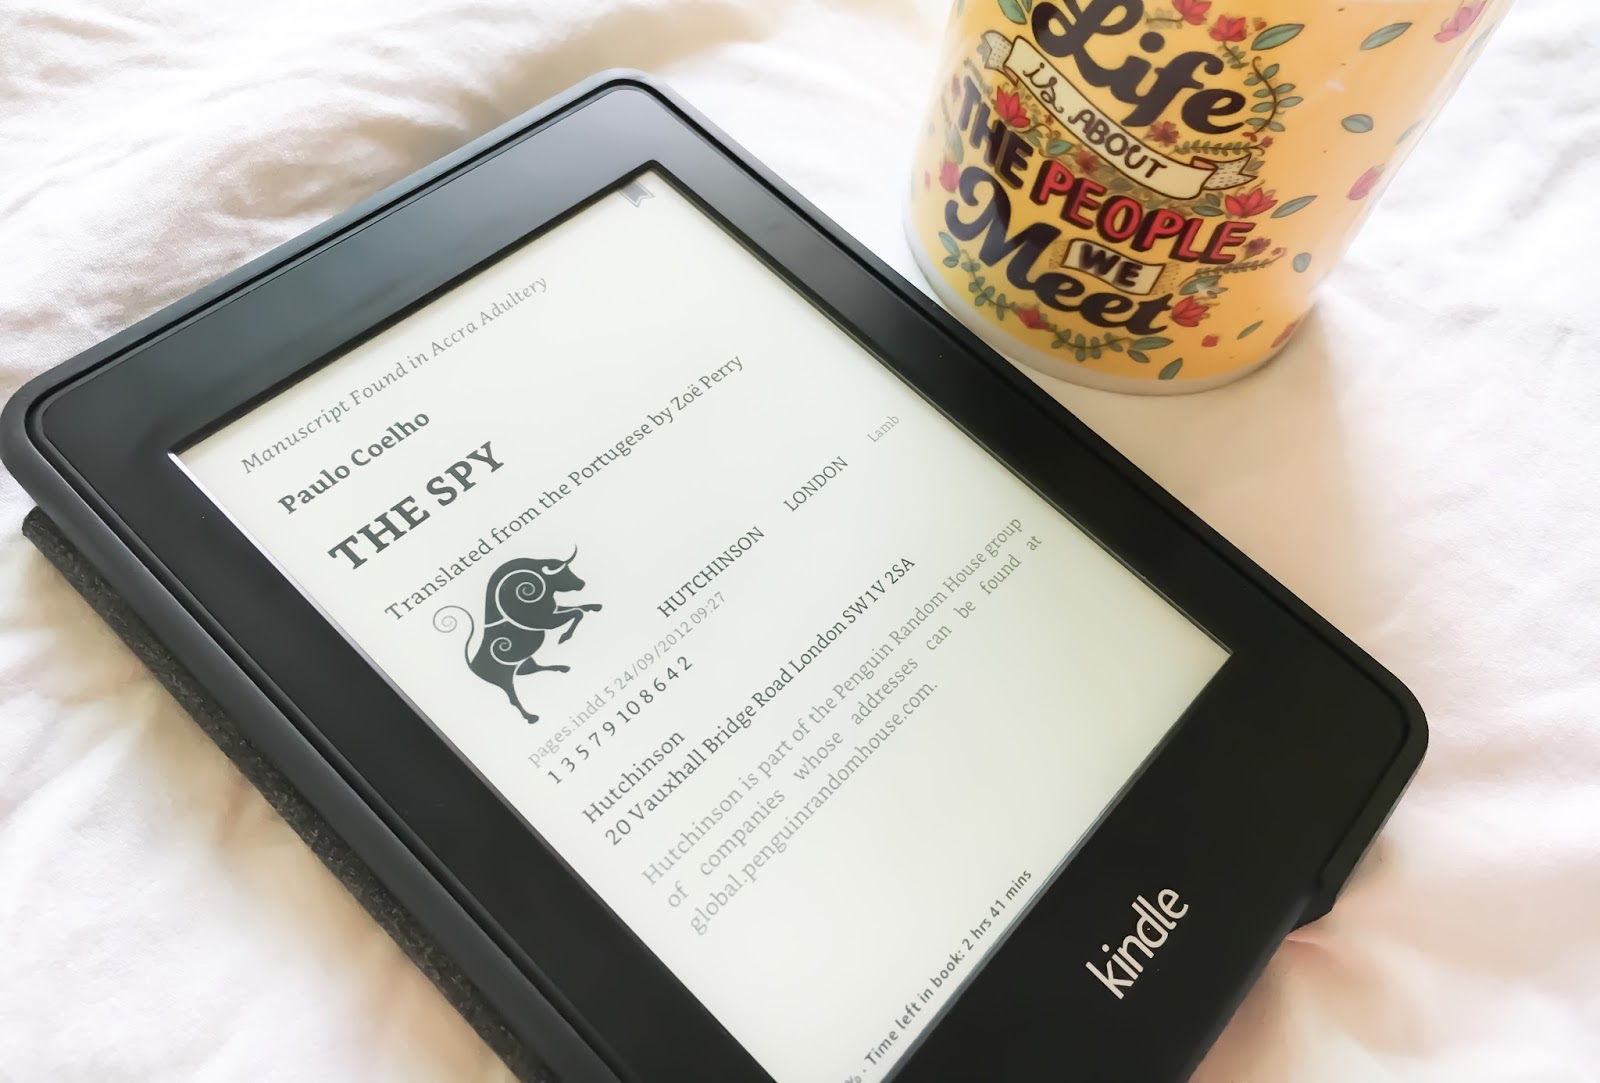 Life
is ABOUT
THE PEOPLE
WE
Meet
Manuscript Found in Accra Adultery
Paulo Coelho
THE SPY
Translated from the Portugese by Zoë Perry
Lamb
HUTCHINSON LONDON
pages.indd 5 24/09/2012 09:27
1 3 5 7 9 10 8 6 4 2
Hutchinson
20 Vauxhall Bridge Road London SW1V 2SA
Hutchinson is part of the Penguin Random House group
of companies whose addresses can be found at
global.penguinrandomhouse.com.
% · Time left in book: 2 hrs 41 mins
kindle